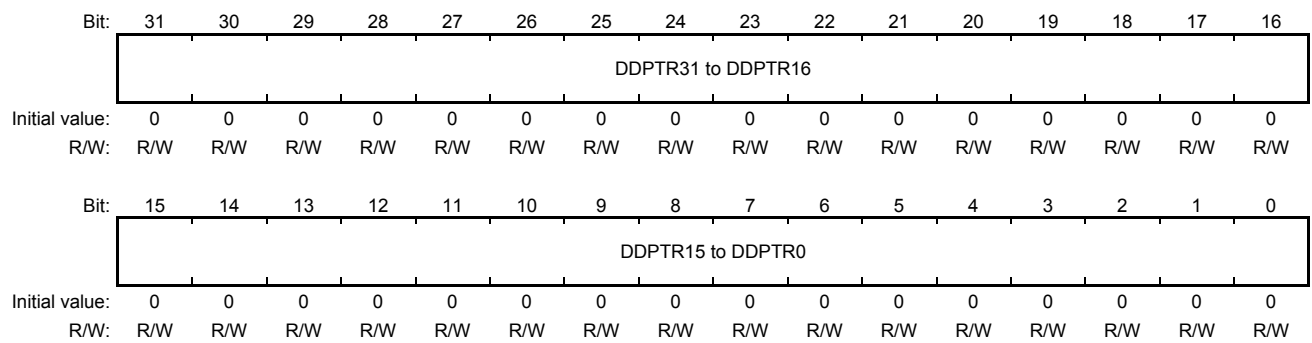 Bit: 31 30 29 28 27 26 25 24 23 22 21 20 19 18 17 16
DDPTR31 to DDPTR16
Initial value: 0 0 0 0 0 0 0 0 0 0 0 0 0 0 0 0
R/W: R/W R/W R/W R/W R/W R/W R/W R/W R/W R/W R/W R/W R/W R/W R/W R/W
Bit: 15 14 13 12 11 10 9 8 7 6 5 4 3 2 1 0
DDPTR15 to DDPTR0
Initial value: 0 0 0 0 0 0 0 0 0 0 0 0 0 0 0 0
R/W: R/W R/W R/W R/W R/W R/W R/W R/W R/W R/W R/W R/W R/W R/W R/W R/W